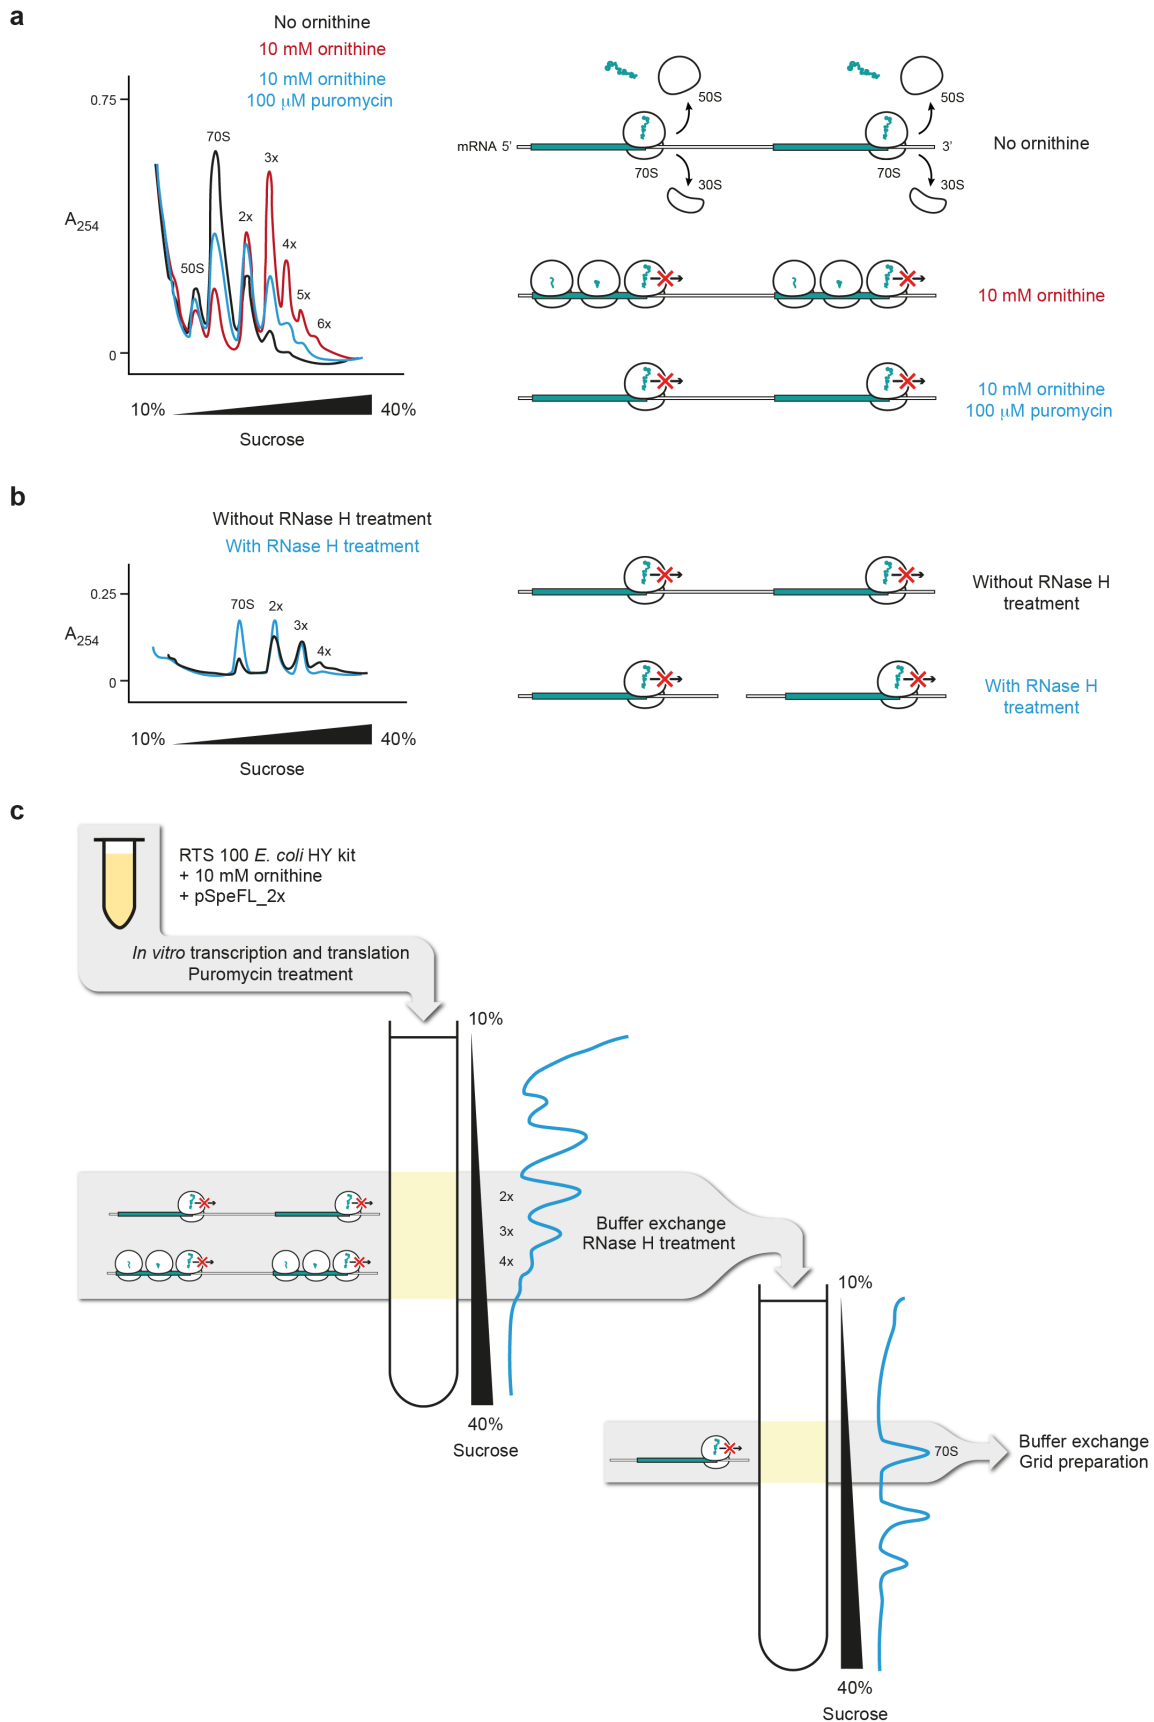 a
No ornithine
10 mM ornithine
10 mM ornithine
100 µM puromycin
0.75
A254
0
50S
70S
2x
3x
4x
5x
6x
10%
40%
Sucrose
50S
50S
mRNA 5'
3'
No ornithine
70S
30S
70S
30S
10 mM ornithine
10 mM ornithine
100 µM puromycin
b
Without RNase H treatment
With RNase H treatment
0.25
A254
0
70S
2x
3x
4x
10%
40%
Sucrose
Without RNase H
treatment
With RNase H
treatment
c
RTS 100 E. coli HY kit
+ 10 mM ornithine
+ pSpeFL_2x
In vitro transcription and translation
Puromycin treatment
10%
2x
3x
4x
Buffer exchange
RNase H treatment
40%
Sucrose
10%
70S
Buffer exchange
Grid preparation
40%
Sucrose